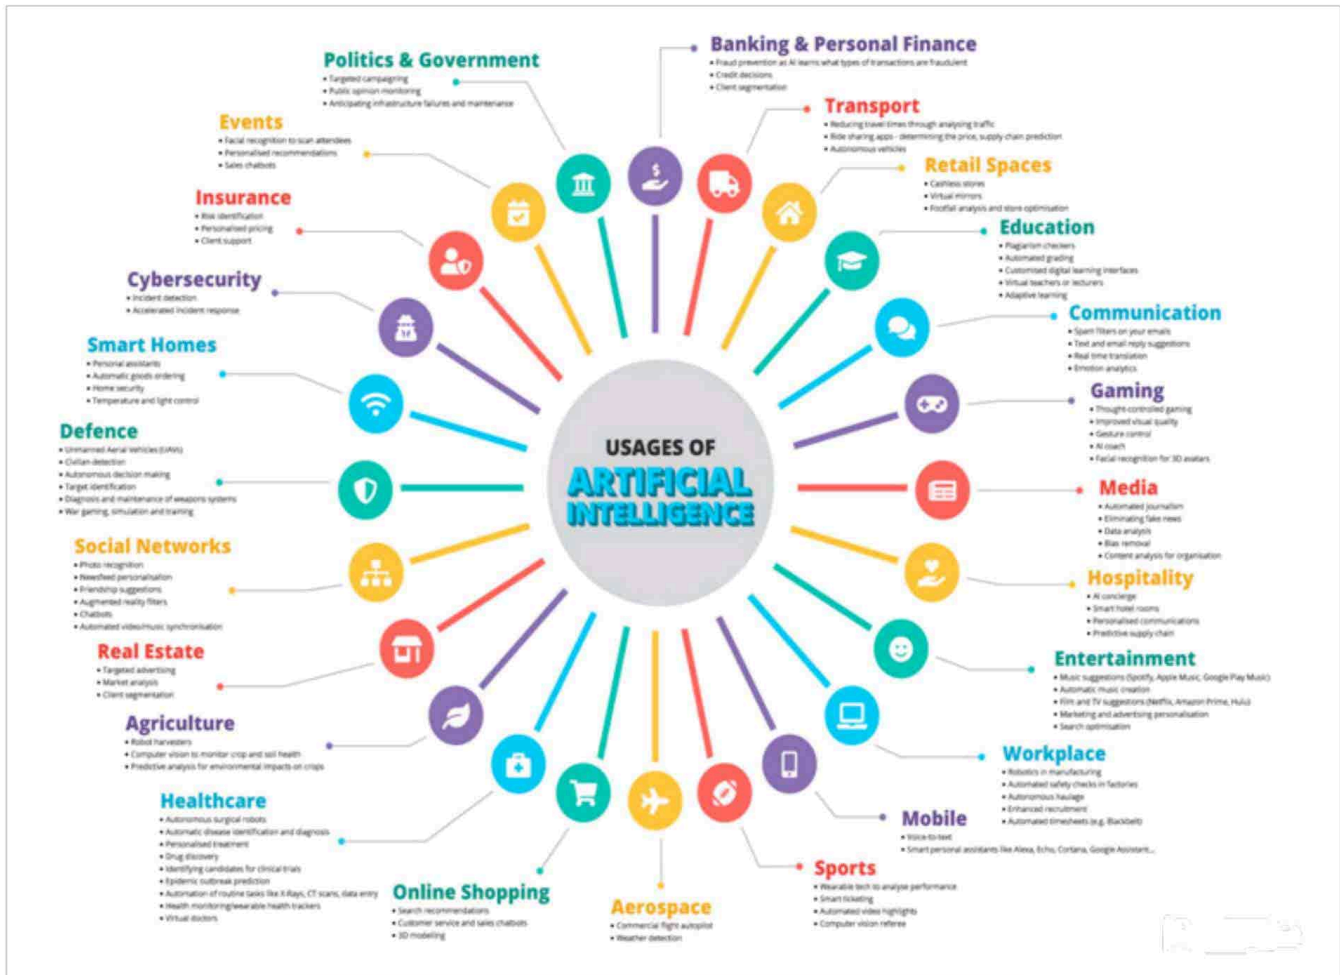 USAGES OF
ARTIFICIAL
INTELLIGENCE
Banking & Personal Finance
• Fraud prevention as AI learns what types of transactions are fraudulent
• Credit decisions
• Client segmentation
Transport
• Reducing travel times through analysing traffic
• Ride sharing apps - determining the price, supply chain prediction
• Autonomous vehicles
Retail Spaces
• Cashless stores
• Virtual mirrors
• Footfall analysis and store optimisation
Education
• Plagiarism checkers
• Automated grading
• Customised digital learning interfaces
• Virtual teachers or lecturers
• Adaptive learning
Communication
• Spam filters on your emails
• Text and email reply suggestions
• Real time translation
• Emotion analytics
Gaming
• Thought-controlled gaming
• Improved visual quality
• Gesture control
• AI coach
• Facial recognition for 3D avatars
Media
• Automated journalism
• Eliminating fake news
• Data analysis
• Bias removal
• Content analysis for organisation
Hospitality
• AI concierge
• Smart hotel rooms
• Personalised communications
• Predictive supply chain
Entertainment
• Music suggestions (Spotify, Apple Music, Google Play Music)
• Automatic music creation
• Film and TV suggestions (Netflix, Amazon Prime, Hulu)
• Marketing and advertising personalisation
• Search optimisation
Workplace
• Robotics in manufacturing
• Automated safety checks in factories
• Autonomous haulage
• Enhanced recruitment
• Automated timesheets (e.g. Blackbelt)
Mobile
• Voice-to-text
• Smart personal assistants like Alexa, Echo, Cortana, Google Assistant...
Sports
• Wearable tech to analyse performance
• Smart ticketing
• Automated video highlights
• Computer vision referee
Aerospace
• Commercial flight autopilot
• Weather detection
Online Shopping
• Search recommendations
• Customer service and sales chatbots
• 3D modelling
Healthcare
• Autonomous surgical robots
• Automatic disease identification and diagnosis
• Personalised treatment
• Drug discovery
• Identifying candidates for clinical trials
• Epidemic outbreak prediction
• Automation of routine tasks like X-Rays, CT scans, data entry
• Health monitoring/wearable health trackers
• Virtual doctors
Agriculture
• Robot harvesters
• Computer vision to monitor crop and soil health
• Predictive analysis for environmental impacts on crops
Real Estate
• Targeted advertising
• Market analysis
• Client segmentation
Social Networks
• Photo recognition
• Newsfeed personalisation
• Friendship suggestions
• Augmented reality filters
• Chatbots
• Automated video/music synchronisation
Defence
• Unmanned Aerial Vehicles (UAVs)
• Civilian detection
• Autonomous decision making
• Target identification
• Diagnosis and maintenance of weapons systems
• War gaming, simulation and training
Smart Homes
• Personal assistants
• Automatic goods ordering
• Home security
• Temperature and light control
Cybersecurity
• Incident detection
• Accelerated incident response
Insurance
• Risk identification
• Personalised pricing
• Client support
Events
• Facial recognition to scan attendees
• Personalised recommendations
• Sales chatbots
Politics & Government
• Targeted campaigning
• Public opinion monitoring
• Anticipating infrastructure failures and maintenance